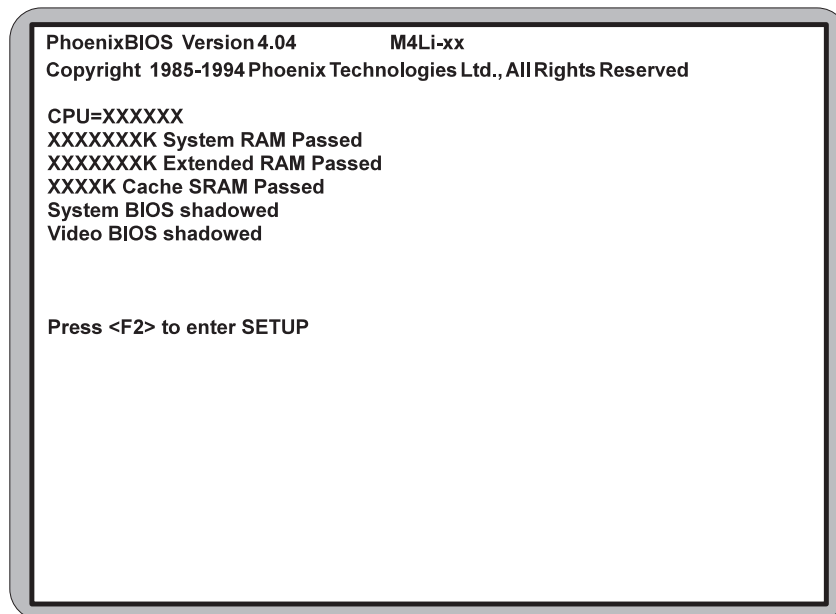 PhoenixBIOS Version 4.04 M4Li-xx
Copyright 1985-1994 Phoenix Technologies Ltd., All Rights Reserved
CPU=XXXXXX
XXXXXXXK System RAM Passed
XXXXXXXK Extended RAM Passed
XXXXK Cache SRAM Passed
System BIOS shadowed
Video BIOS shadowed
Press <F2> to enter SETUP